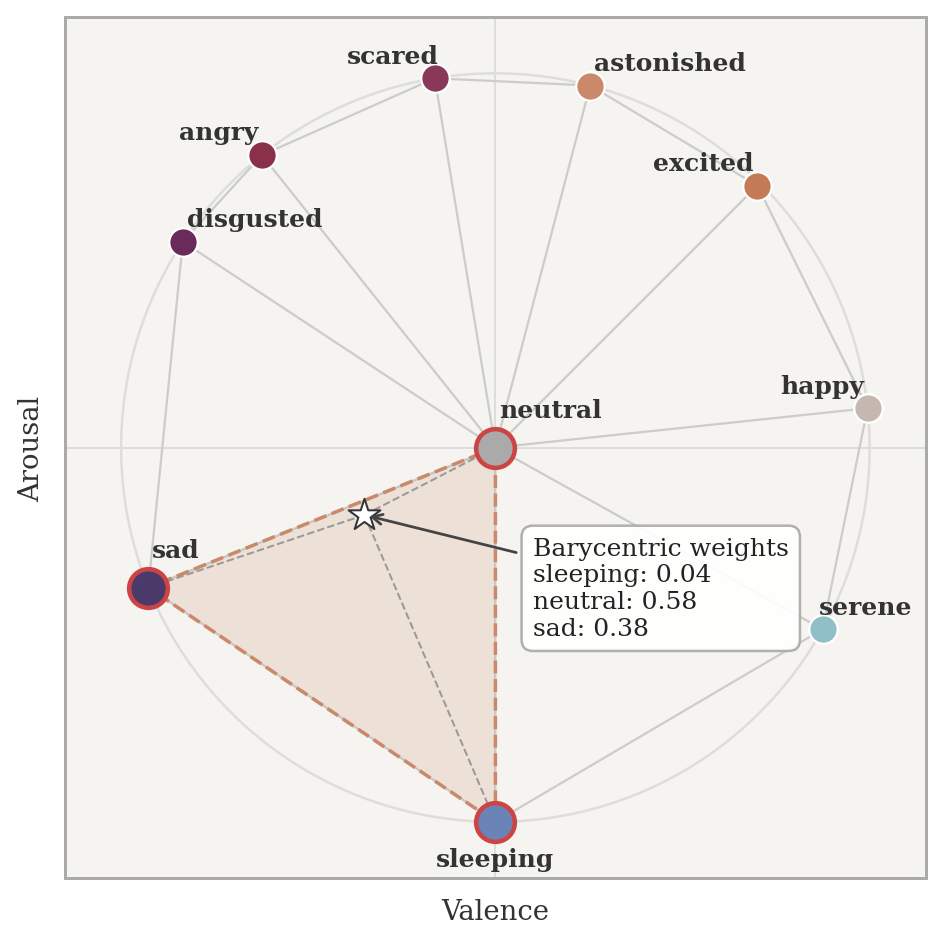 scared
astonished
angry
excited
disgusted
happy
neutral
Arousal
sad
Barycentric weights
sleeping: 0.04
neutral: 0.58
sad: 0.38
serene
sleeping
Valence